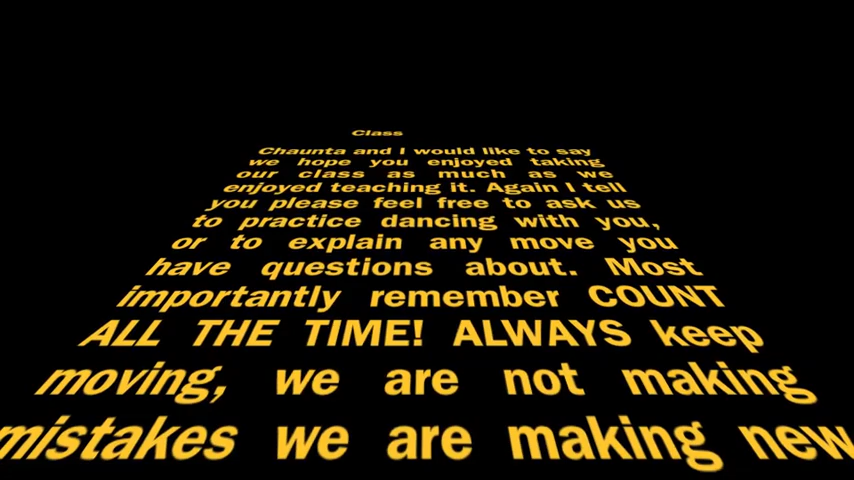 Class
Chaunta and I would like to say
we hope you enjoyed taking
our class as much as we
enjoyed teaching it. Again I tell
you please feel free to ask us
to practice dancing with you,
or to explain any move you
have questions about. Most
importantly remember COUNT
ALL THE TIME! ALWAYS keep
moving, we are not making
mistakes we are making new